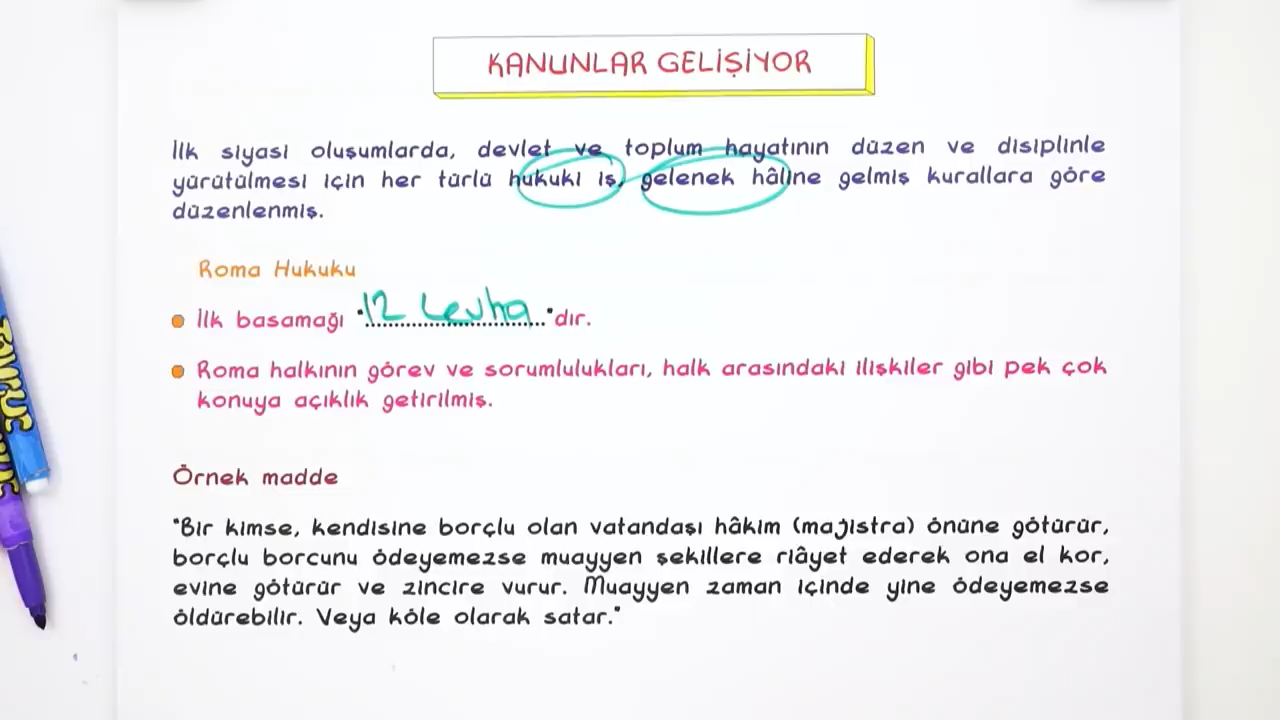 KANUNLAR GELİŞİYOR
İlk siyasi oluşumlarda, devlet ve toplum hayatının düzen ve disiplinle
yürütülmesi için her türlü hukuki iş, gelenek hâline gelmiş kurallara göre
düzenlenmiş.
Roma Hukuku
İlk basamağı "12 Levha"dır.
Roma halkının görev ve sorumlulukları, halk arasındaki ilişkiler gibi pek çok
konuya açıklık getirilmiş.
Örnek madde
"Bir kimse, kendisine borçlu olan vatandaşı hâkim (majistra) önüne götürür,
borçlu borcunu ödeyemezse muayyen şekillere riâyet ederek ona el kor,
evine götürür ve zincire vurur. Muayyen zaman içinde yine ödeyemezse
öldürebilir. Veya köle olarak satar."